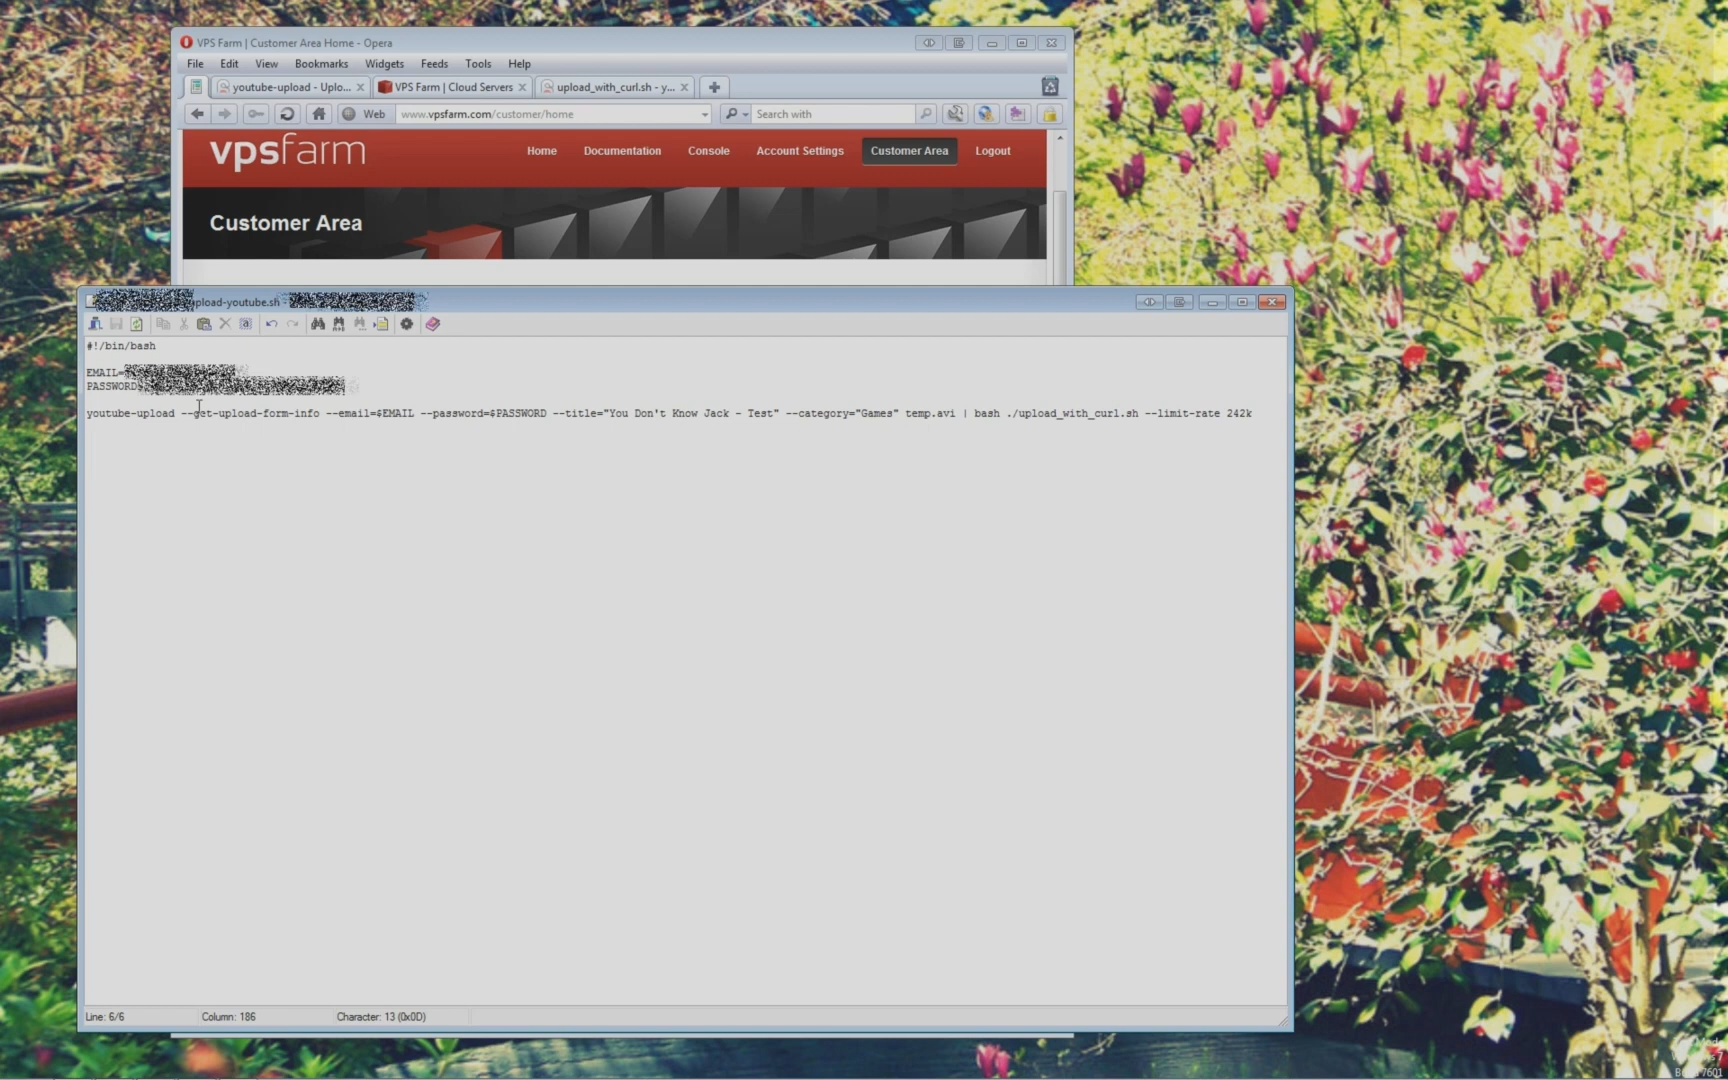 VPS Farm | Customer Area Home - Opera
File Edit View Bookmarks Widgets Feeds Tools Help
youtube-upload - Uplo... VPS Farm | Cloud Servers upload_with_curl.sh - y...
Web www.vpsfarm.com/customer/home Search with
vpsfarm Home Documentation Console Account Settings Customer Area Logout
Customer Area
upload-youtube.sh -
#!/bin/bash
EMAIL=
PASSWORD=
youtube-upload --get-upload-form-info --email=$EMAIL --password=$PASSWORD --title="You Don't Know Jack - Test" --category="Games" temp.avi | bash ./upload_with_curl.sh --limit-rate 242k
Line: 6/6 Column: 186 Character: 13 (0x0D)
7601